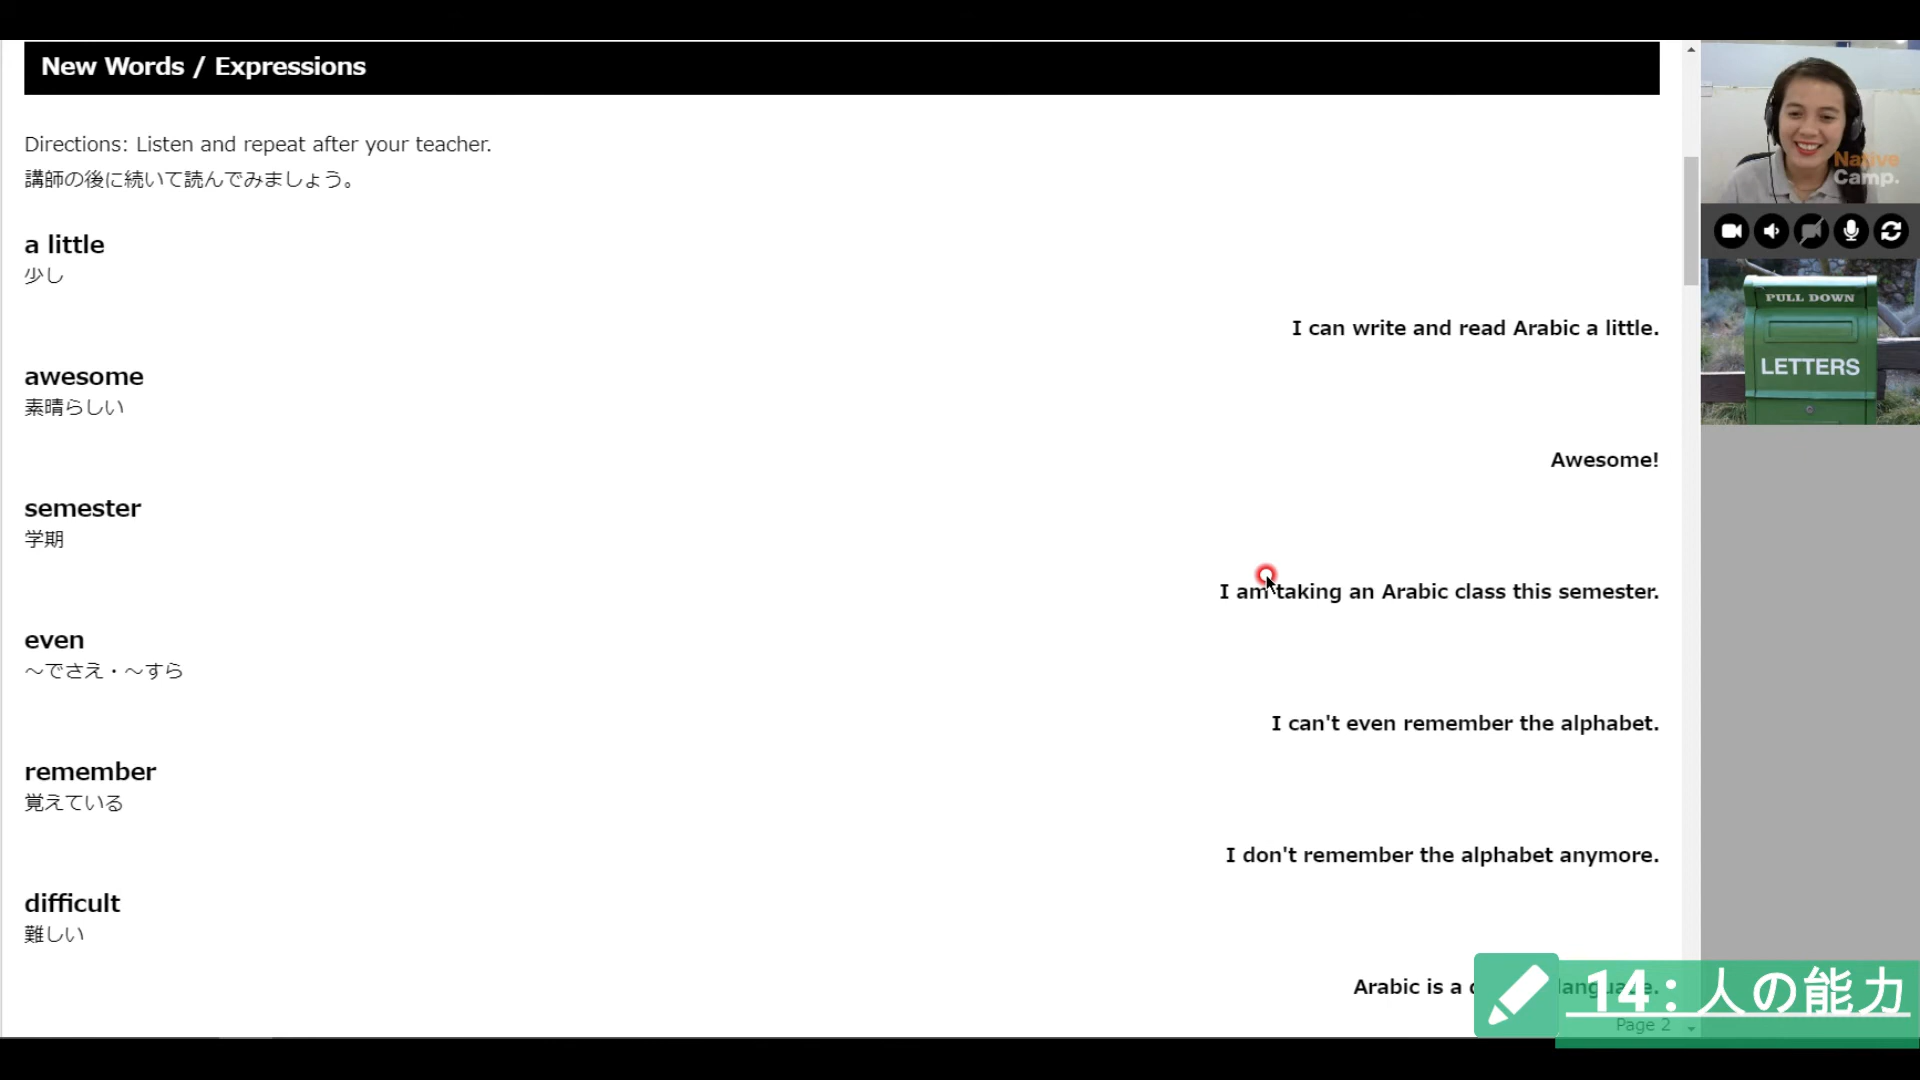 New Words / Expressions
Directions: Listen and repeat after your teacher.
講師の後に続いて読んでみましょう。
a little
少し
I can write and read Arabic a little.
awesome
素晴らしい
Awesome!
semester
学期
I am taking an Arabic class this semester.
even
～でさえ・～すら
I can't even remember the alphabet.
remember
覚えている
I don't remember the alphabet anymore.
difficult
難しい
Arabic is a
language.
Page 2
Native
Camp.
PULL DOWN
LETTERS
14：人の能力